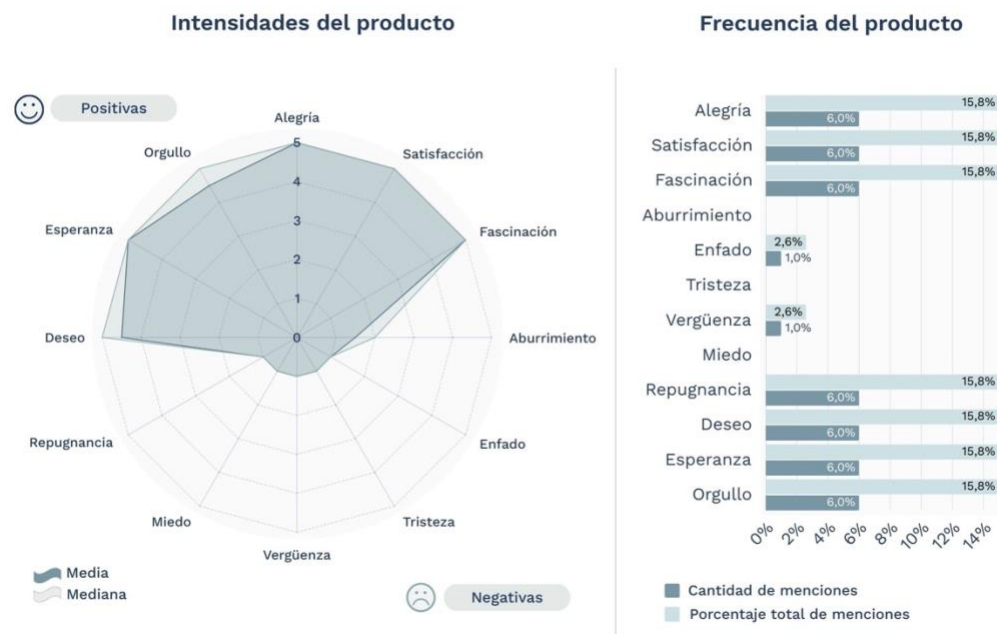 Intensidades del producto
Positivas
Alegría
Satisfacción
Fascinación
Aburrimiento
Enfado
Tristeza
Vergüenza
Miedo
Repugnancia
Deseo
Esperanza
Orgullo
5
4
3
2
1
0
Media
Mediana
Negativas
Frecuencia del producto
Alegría 15,8%
6,0%
Satisfacción 15,8%
6,0%
Fascinación 15,8%
6,0%
Aburrimiento
Enfado 2,6%
1,0%
Tristeza
Vergüenza 2,6%
1,0%
Miedo
Repugnancia 15,8%
6,0%
Deseo 15,8%
6,0%
Esperanza 15,8%
6,0%
Orgullo 15,8%
6,0%
0% 2% 4% 6% 8% 10% 12% 14%
Cantidad de menciones
Porcentaje total de menciones